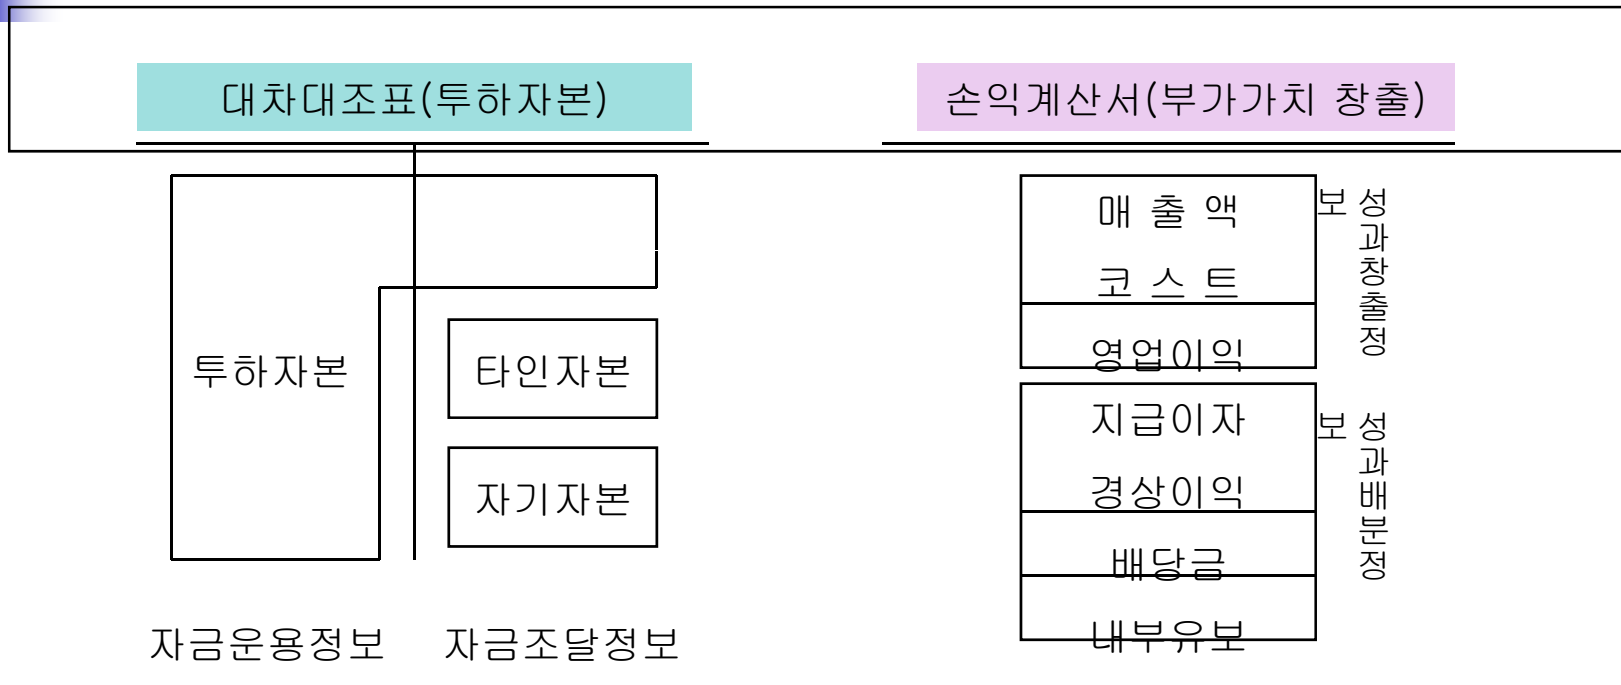 대차대조표(투하자본)
손익계산서(부가가치 창출)
투하자본
타인자본
자기자본
자금운용정보
자금조달정보
매 출 액
코 스 트
영업이익
성과창출정보
지급이자
경상이익
배당금
내부유보
성과배분정보